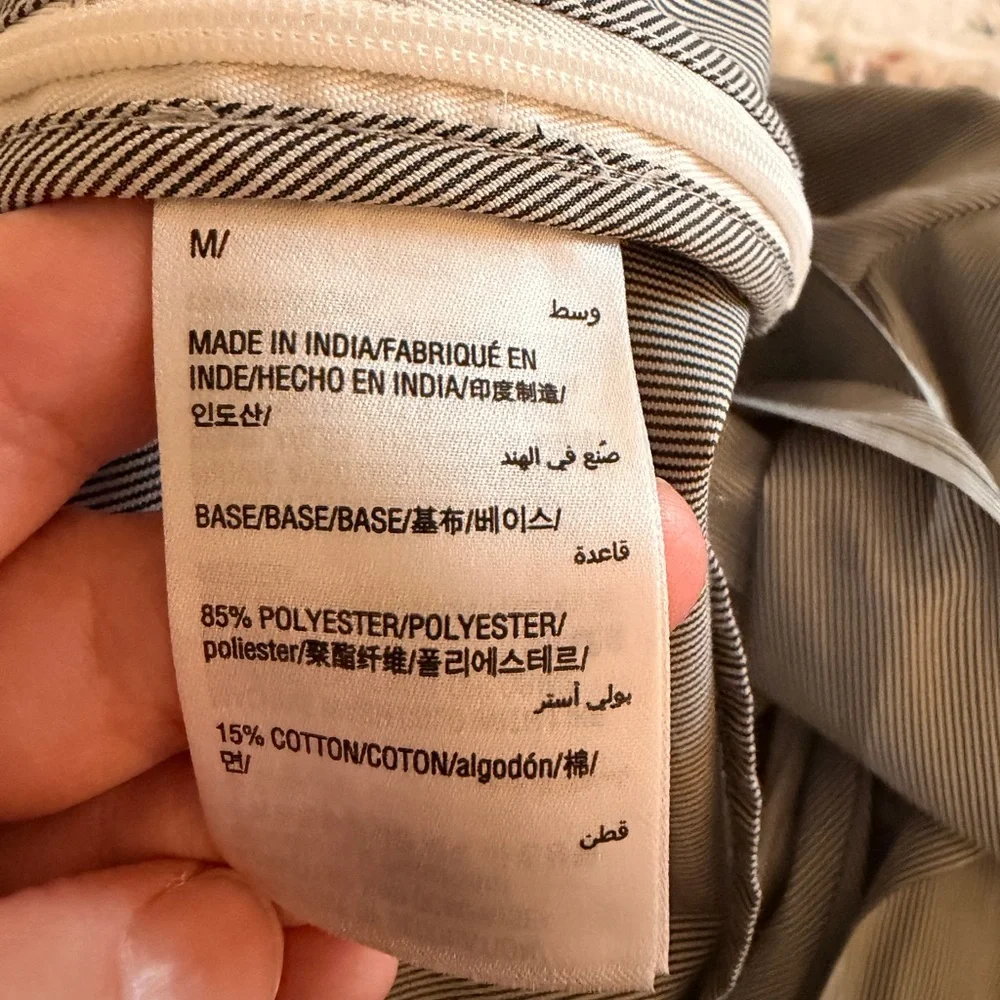 M/
وسط
MADE IN INDIA/FABRIQUÉ EN
INDE/HECHO EN INDIA/印度制造/
인도산/
صُنع في الهند
BASE/BASE/BASE/基布/베이스/
قاعدة
85% POLYESTER/POLYESTER/
poliester/聚酯纤维/폴리에스테르/
بولي أستر
15% COTTON/COTON/algodón/棉/
면/
قطن